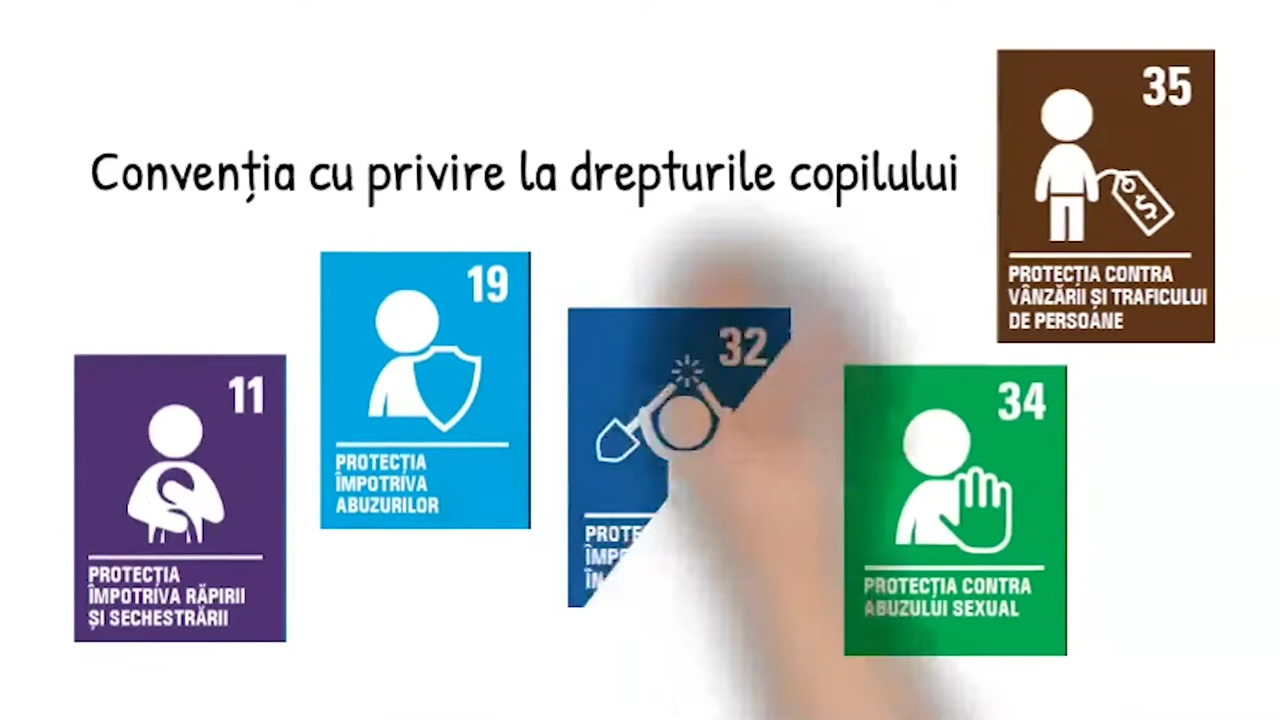 Convenția cu privire la drepturile copilului
35
PROTECȚIA CONTRA
VÂNZĂRII ȘI TRAFICULUI
DE PERSOANE
19
PROTECȚIA
ÎMPOTRIVA
ABUZURILOR
32
34
PROTECȚIA CONTRA
ABUZULUI SEXUAL
11
PROTECȚIA
ÎMPOTRIVA RĂPIRII
ȘI SECHESTRĂRII